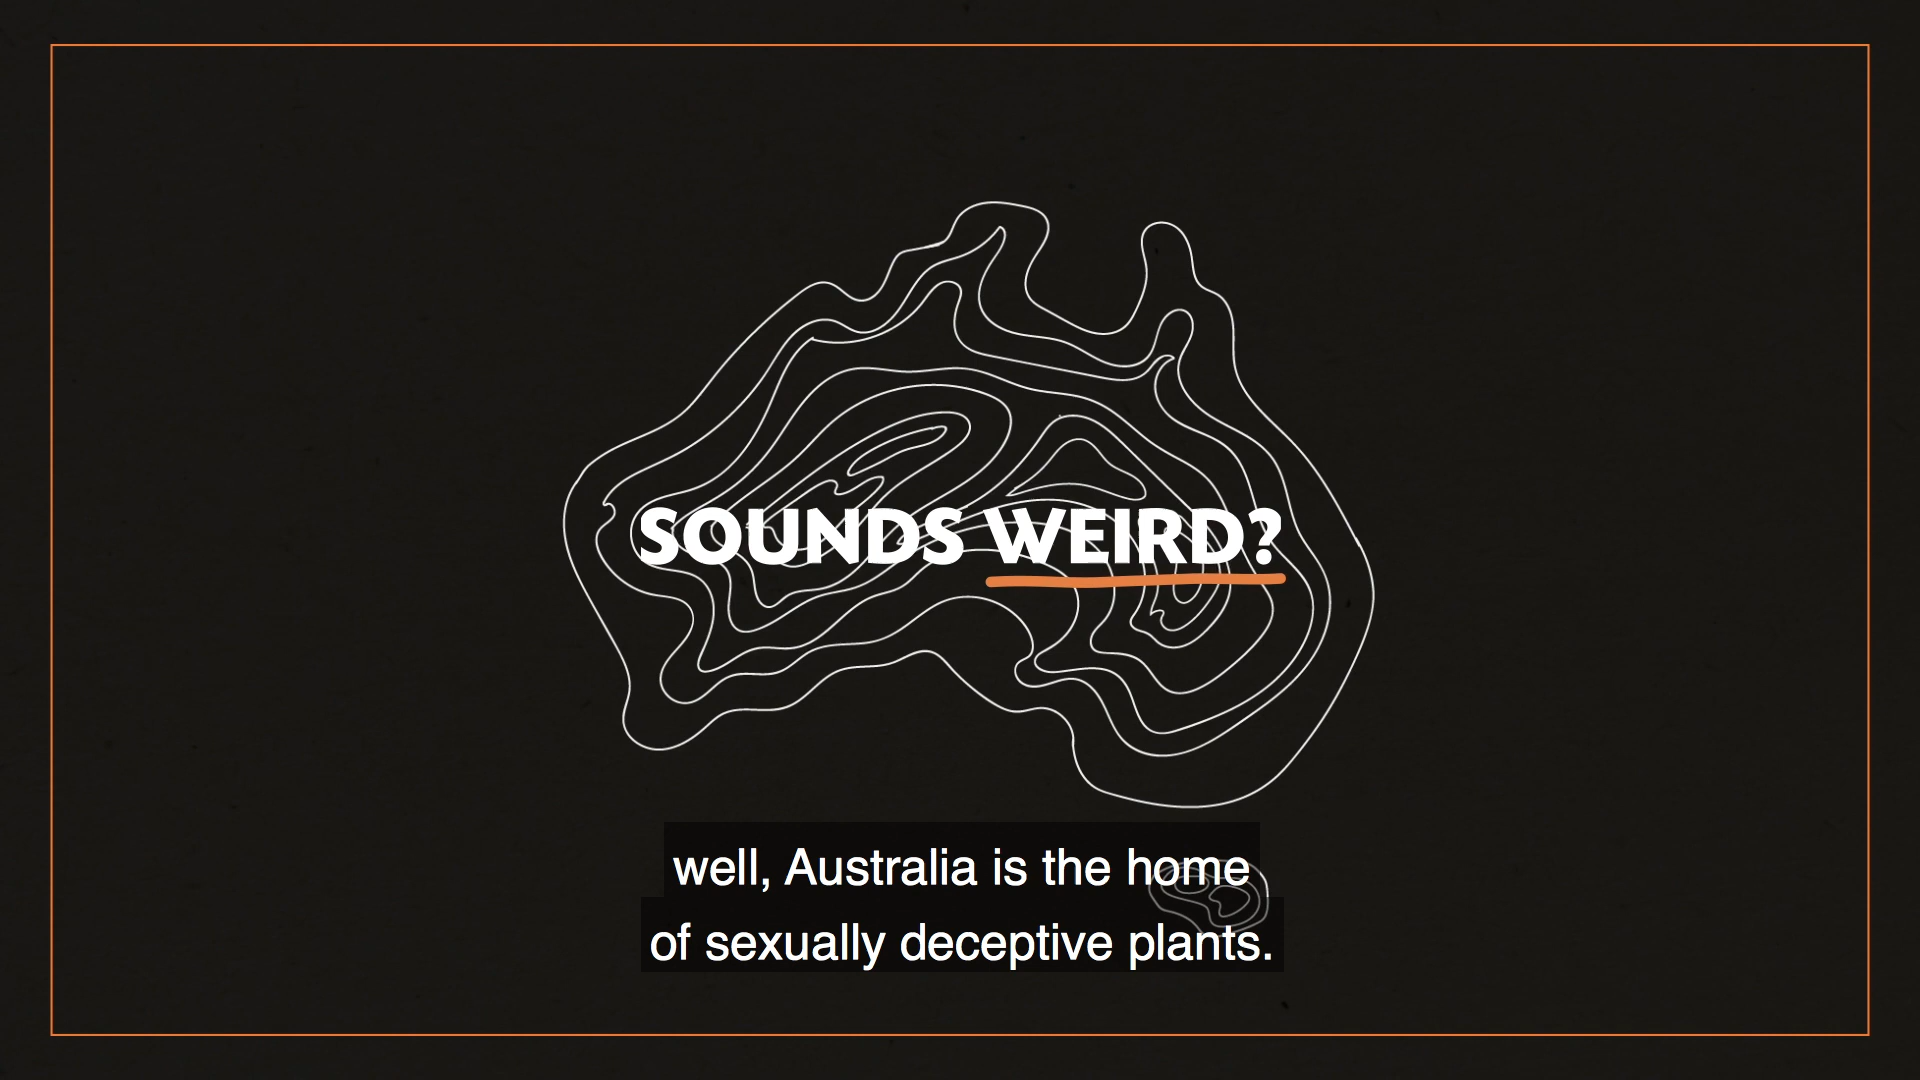 SOUNDS WEIRD?
well, Australia is the home
of sexually deceptive plants.